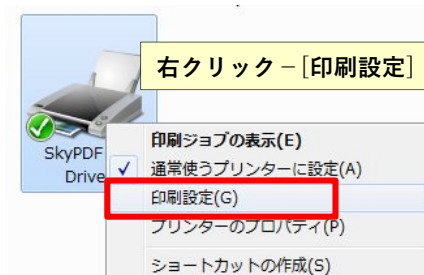 右クリック－[印刷設定]
SkyPDF
Drive
印刷ジョブの表示(E)
✓ 通常使うプリンターに設定(A)
印刷設定(G)
プリンターのプロパティ(P)
ショートカットの作成(S)